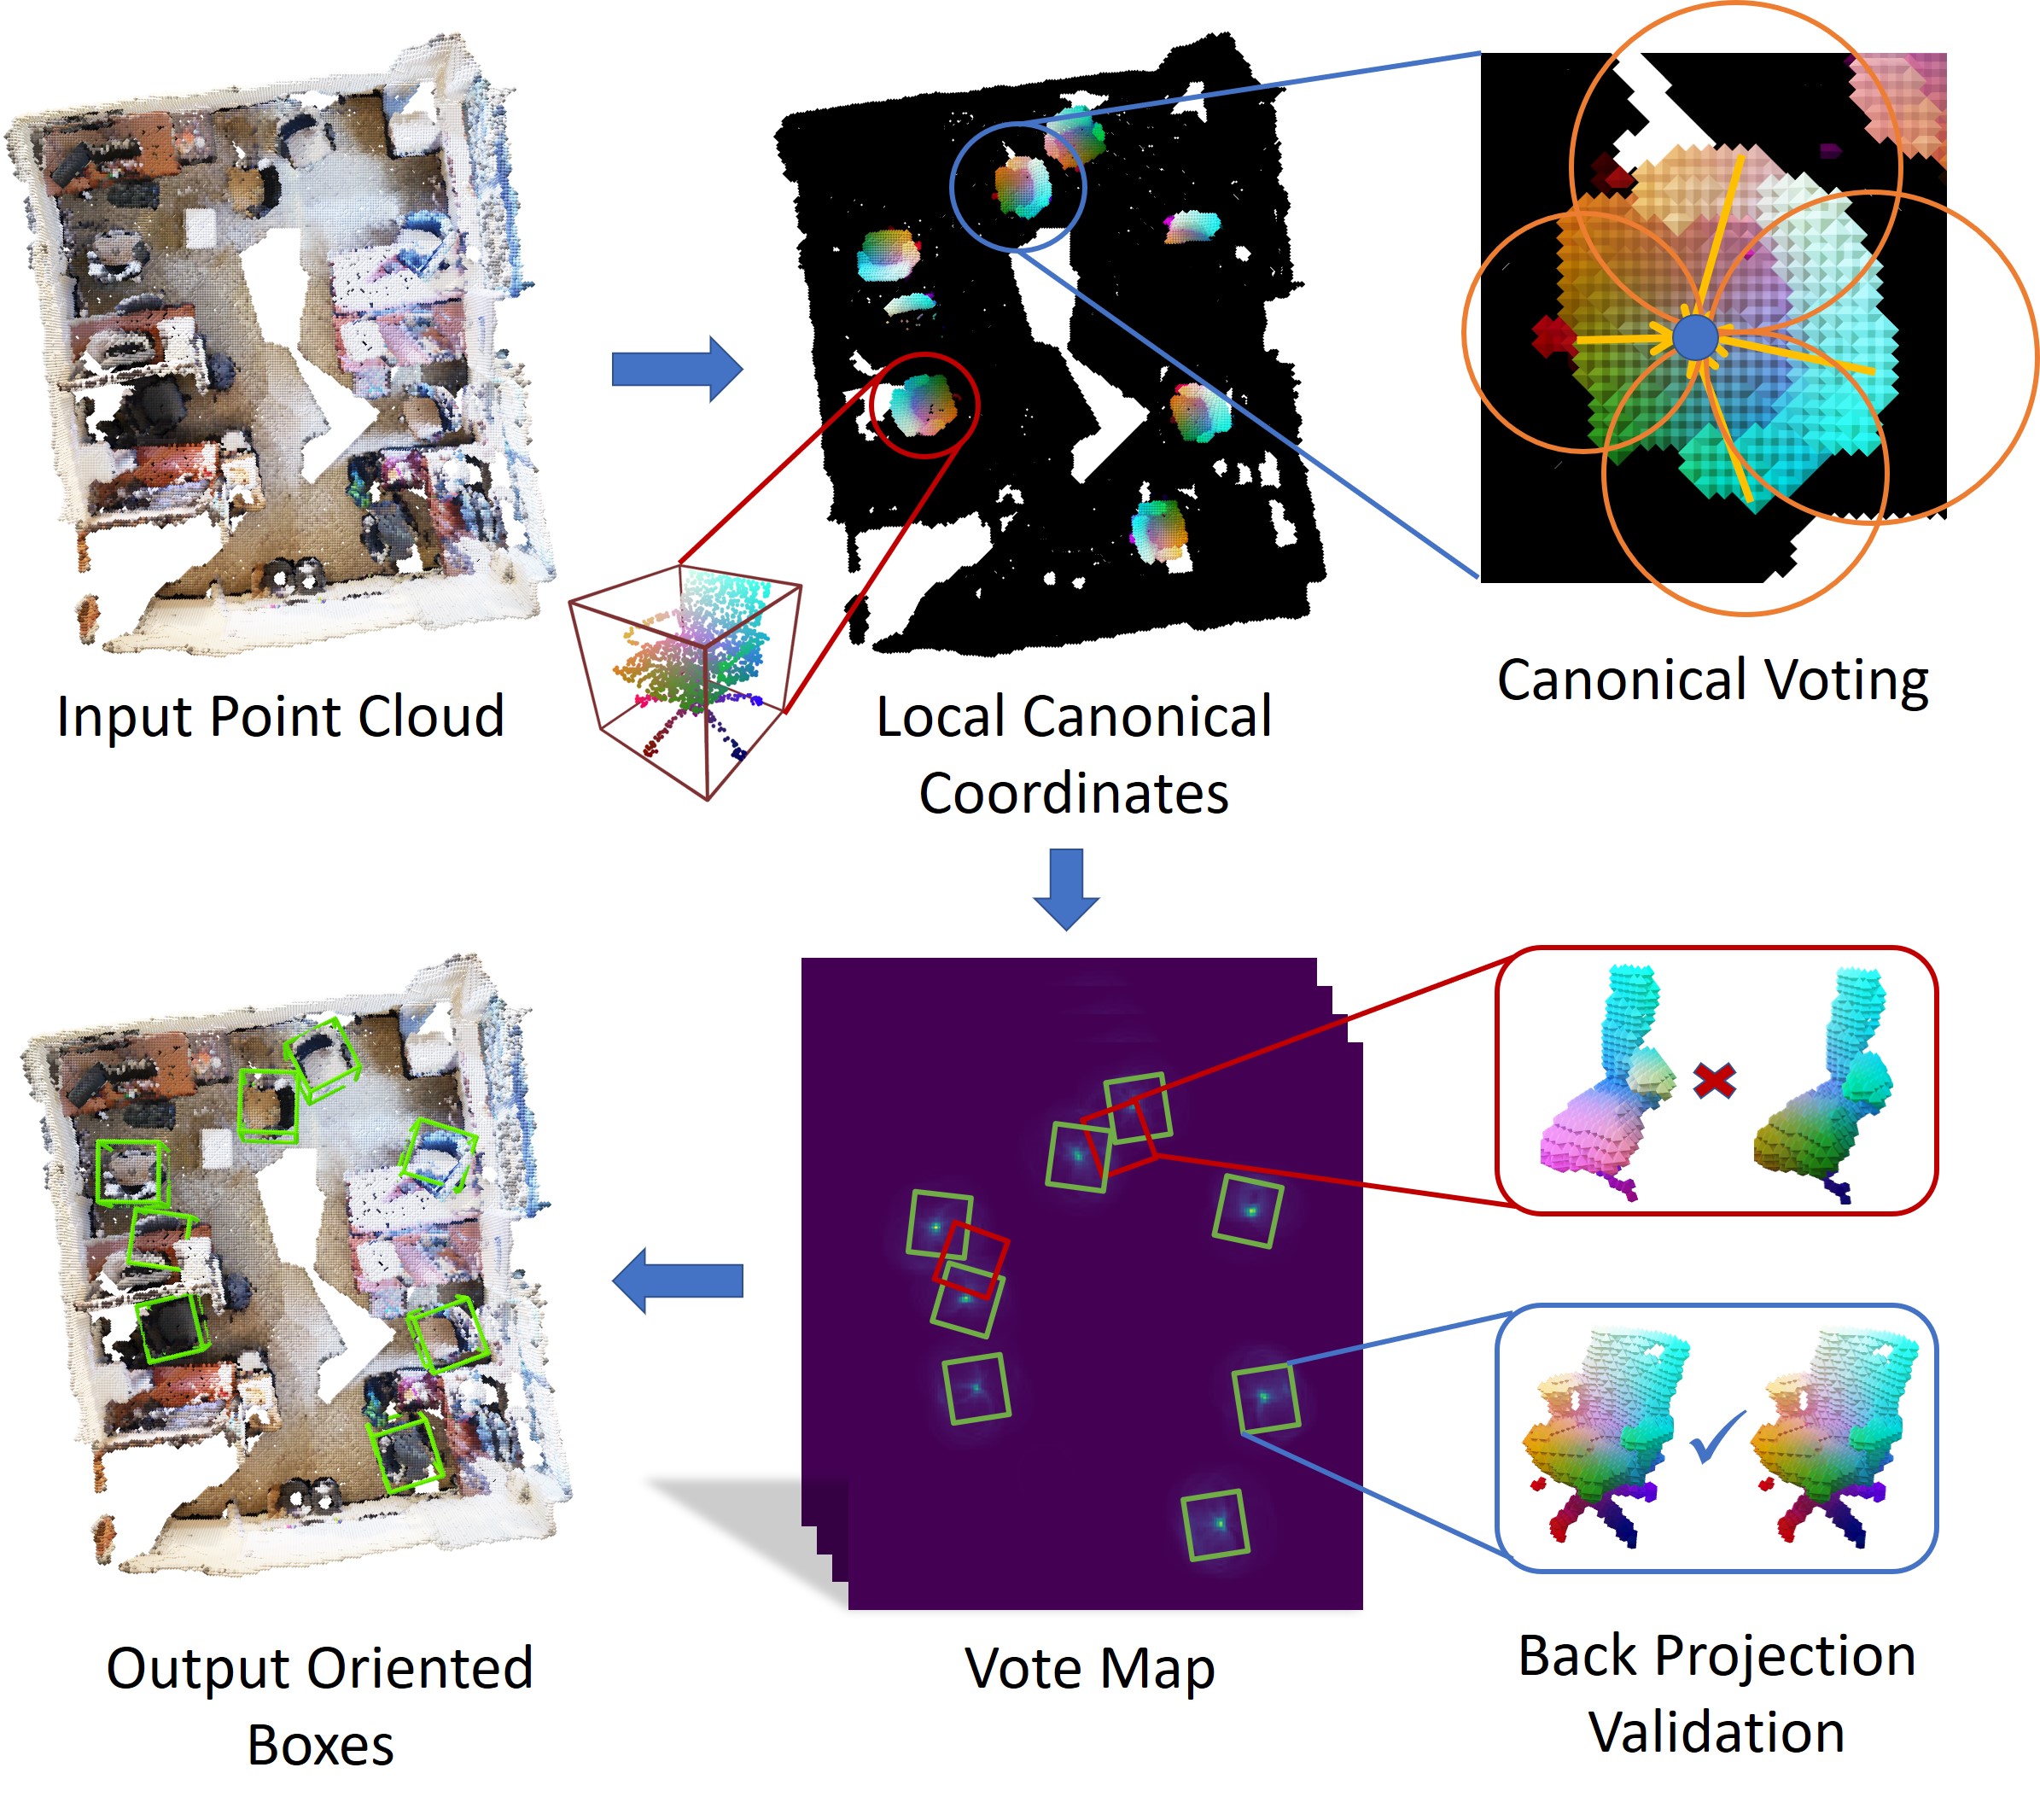 Input Point Cloud
Local Canonical
Coordinates
Canonical Voting
Output Oriented
Boxes
Vote Map
Back Projection
Validation